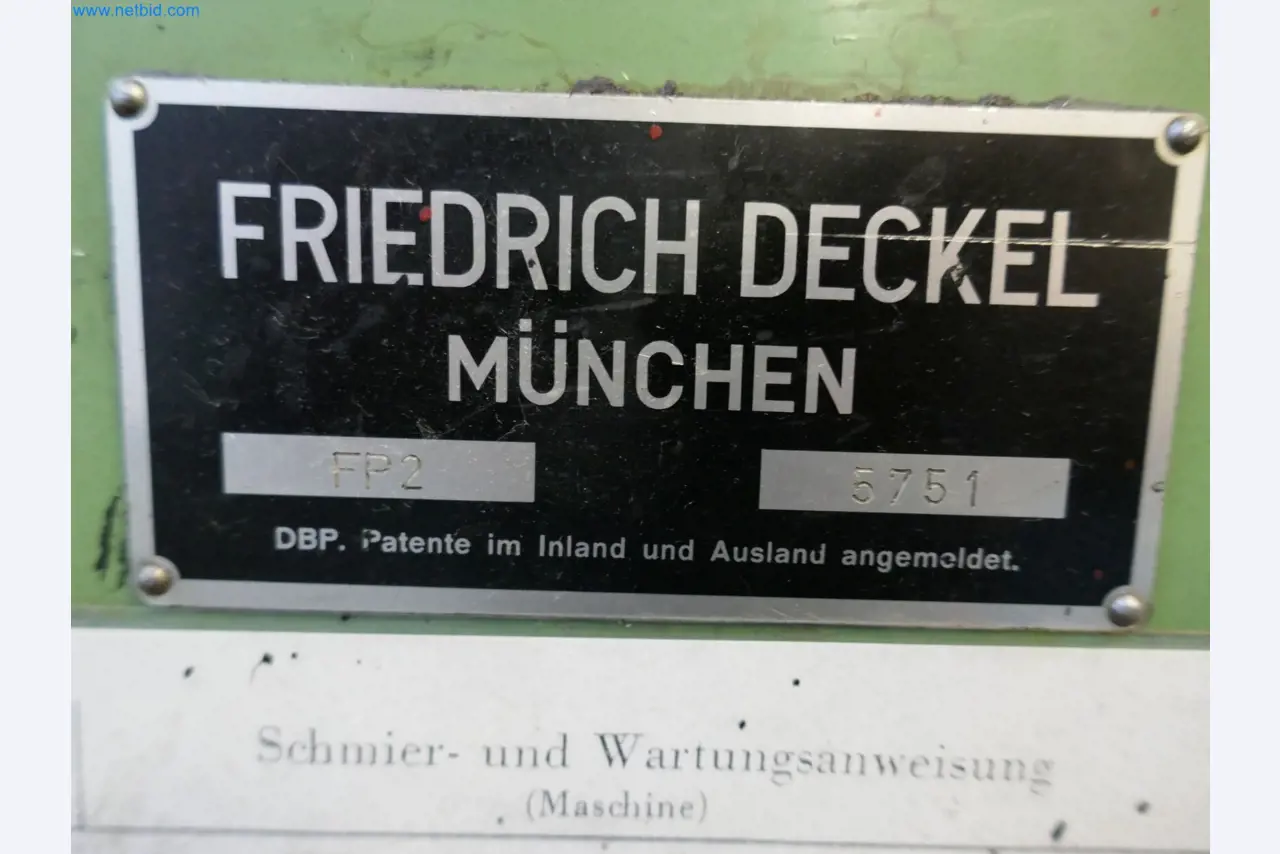 www.netbid.com
FRIEDRICH DECKEL
MÜNCHEN
FP2 5751
DBP. Patente im Inland und Ausland angemeldet.
Schmier- und Wartungsanweisung
(Maschine)